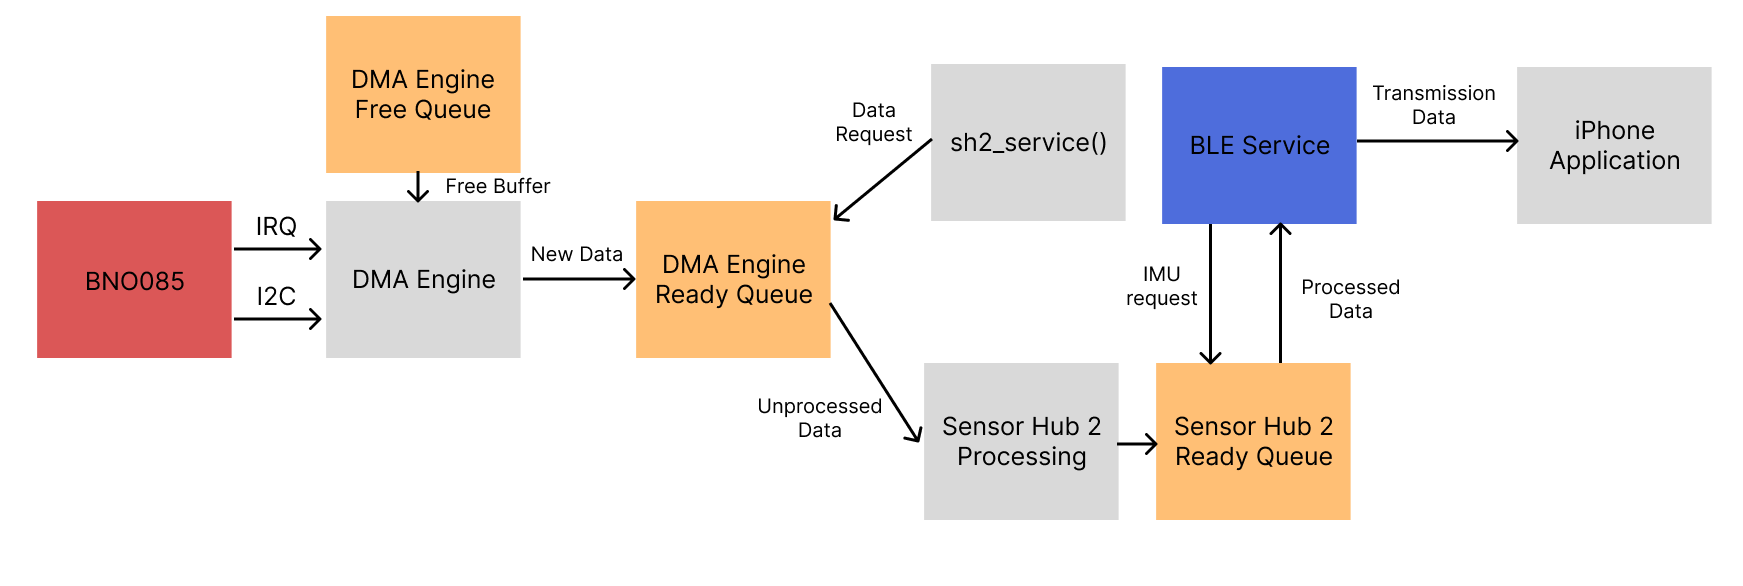 DMA Engine
Free Queue
Free Buffer
BNO085
IRQ
I2C
DMA Engine
New Data
DMA Engine
Ready Queue
Data
Request
sh2_service()
Unprocessed
Data
Sensor Hub 2
Processing
Sensor Hub 2
Ready Queue
IMU
request
Processed
Data
BLE Service
Transmission
Data
iPhone
Application